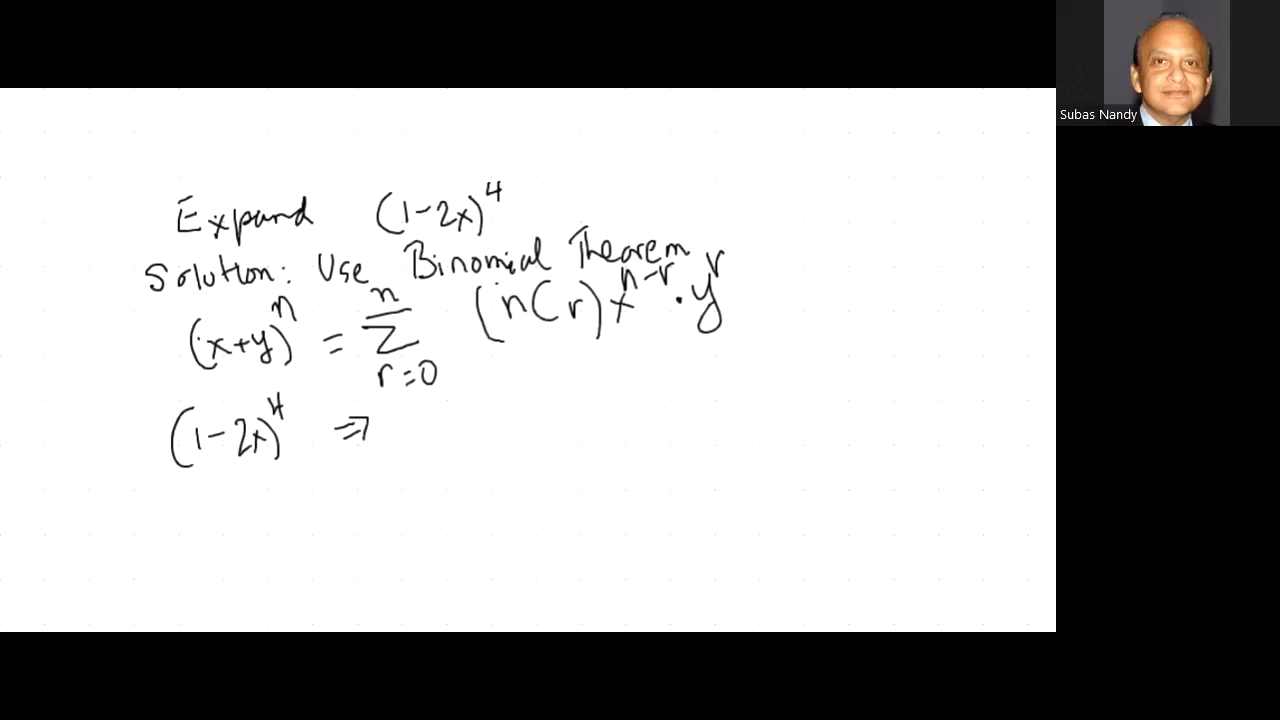 Expand (1-2x)^4
Solution: Use Binomial Theorem
(x+y)^n = Σ_{r=0}^{n} (nCr) x^{n-r} · y^r
(1-2x)^4 ⇒
Subas Nandy